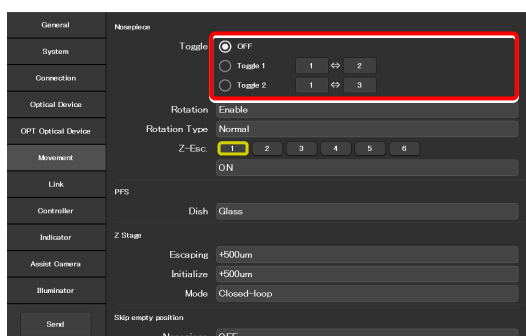 General
System
Connection
Optical Device
OPT Optical Device
Movement
Link
Controller
Indicator
Assist Camera
Illuminator
Send
Nosepiece
Toggle OFF
Toggle 1 1 ⇔ 2
Toggle 2 1 ⇔ 3
Rotation Enable
Rotation Type Normal
Z-Esc. 1 2 3 4 5 6
ON
PFS
Dish Glass
Z Stage
Escaping +500um
Initialize +500um
Mode Closed-loop
Skip empty position
Nosepiece OFF